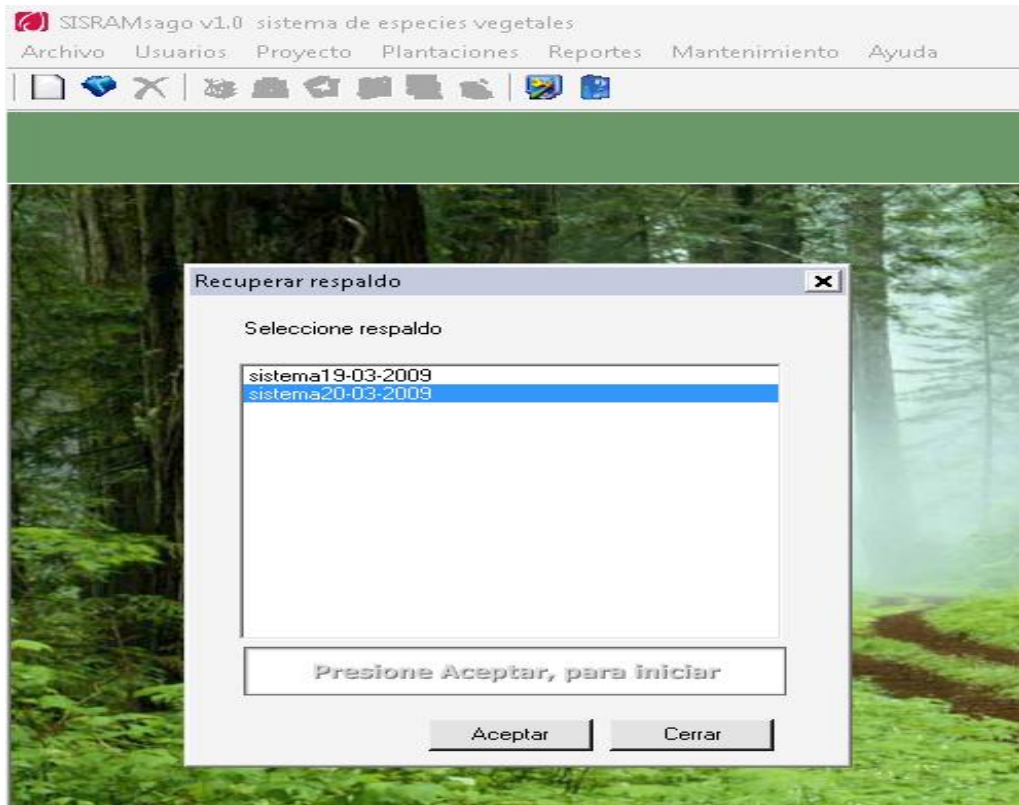 SISRAMsago v1.0 sistema de especies vegetales
Archivo Usuarios Proyecto Plantaciones Reportes Mantenimiento Ayuda
Recuperar respaldo
Seleccione respaldo
sistema19-03-2009
sistema20-03-2009
Presione Aceptar, para iniciar
Aceptar Cerrar